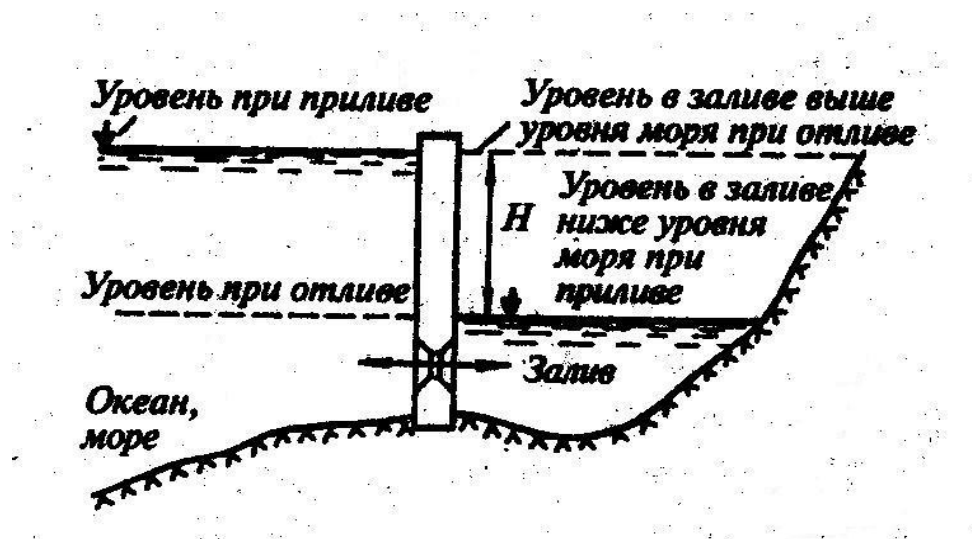 Уровень при приливе
Уровень в заливе выше
уровня моря при отливе
Уровень в заливе
ниже уровня
моря при
приливе
H
Уровень при отливе
Залив
Океан,
море